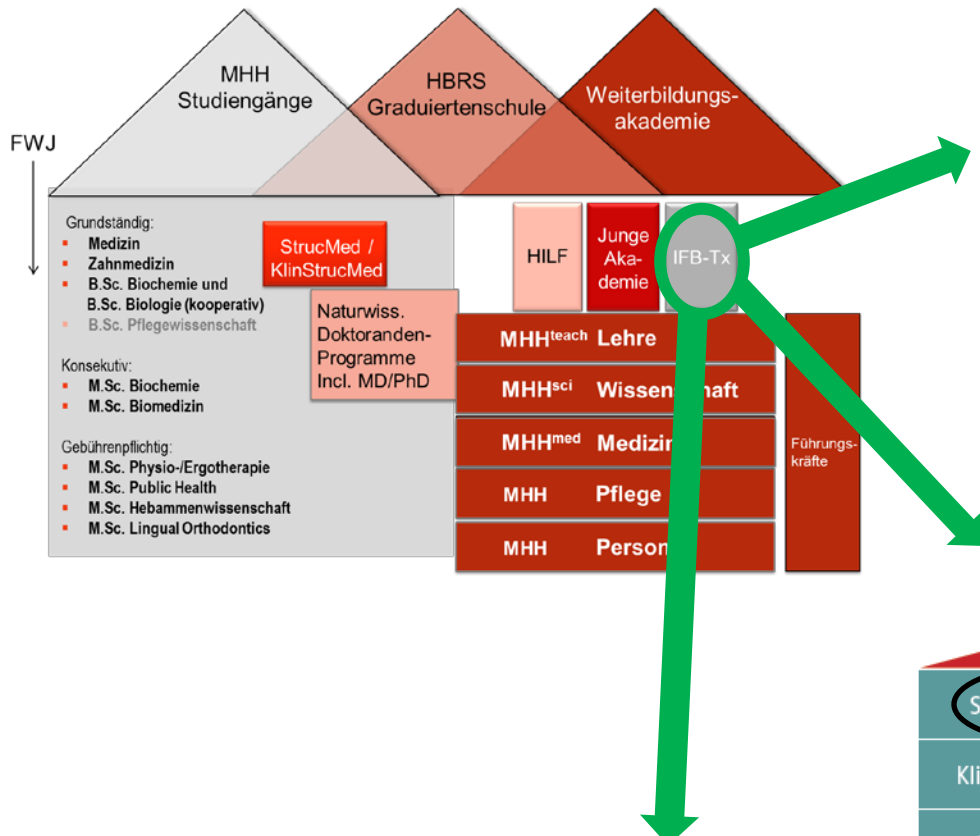 MHH
Studiengänge
HBRS
Graduiertenschule
Weiterbildungs-
akademie
FWJ
Grundständig:
Medizin
Zahnmedizin
B.Sc. Biochemie und
B.Sc. Biologie (kooperativ)
B.Sc. Pflegewissenschaft
Konsekutiv:
M.Sc. Biochemie
M.Sc. Biomedizin
Gebührenpflichtig:
M.Sc. Physio-/Ergotherapie
M.Sc. Public Health
M.Sc. Hebammenwissenschaft
M.Sc. Lingual Orthodontics
StrucMed /
KlinStrucMed
Naturwiss.
Doktoranden-
Programme
Incl. MD/PhD
HILF
Junge
Aka-
demie
IFB-Tx
MHHteach Lehre
MHHsci
MHHmed Medizin
MHH Pflege
MHH
Führungs-
kräfte